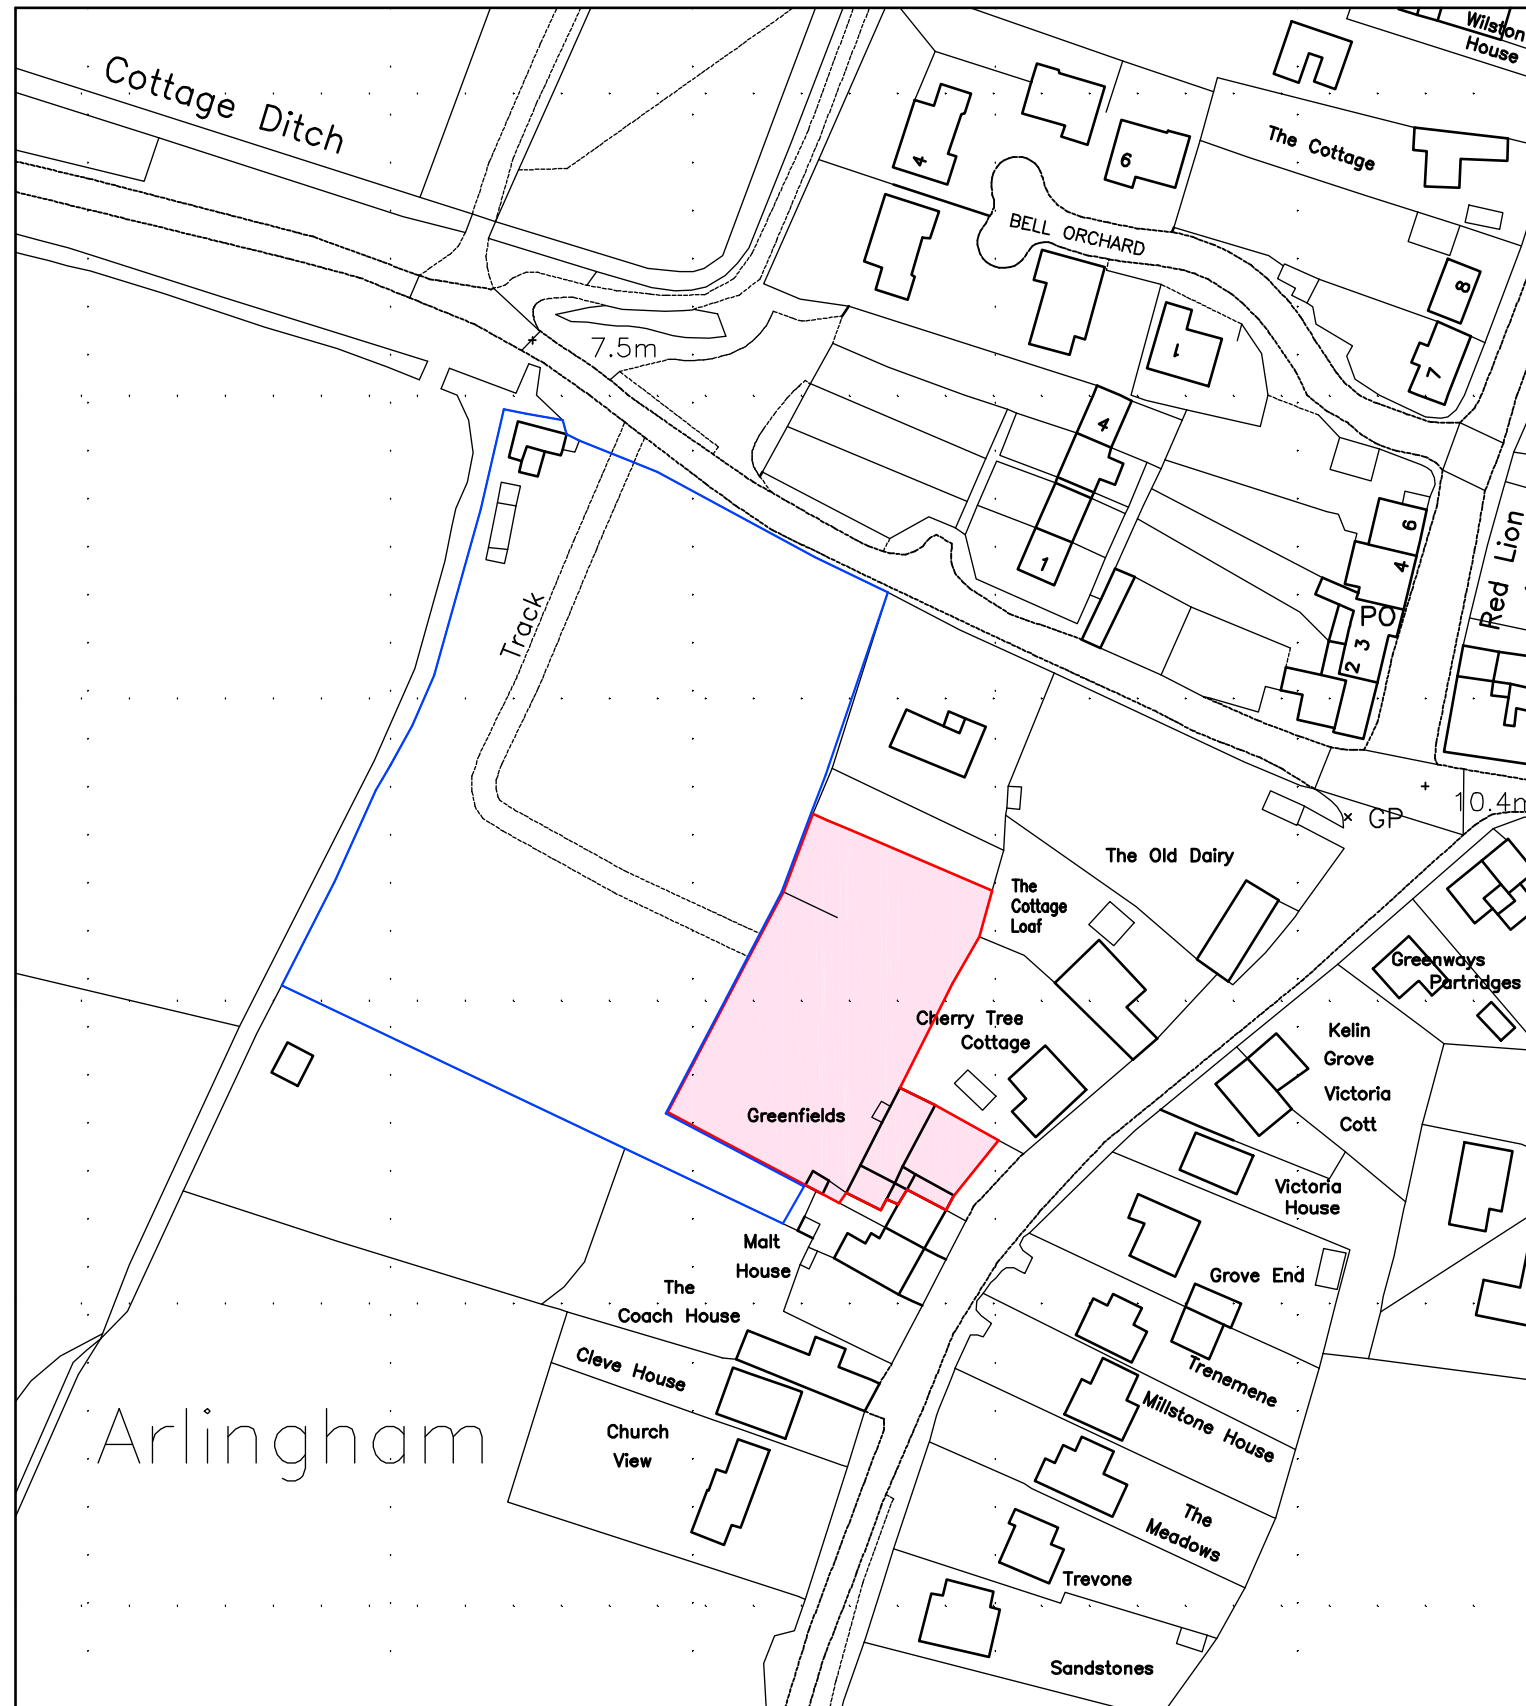 Wilston
House
Cottage Ditch
The Cottage
4
6
BELL ORCHARD
8
7.5m
1
7
4
6
1
4
Red Lion
Track
PO
3
2
10.4m
GP
The Old Dairy
The
Cottage
Loaf
Greenways
Partridges
Cherry Tree
Cottage
Kelin
Grove
Victoria
Cott
Greenfields
Victoria
House
Malt
House
Grove End
The
Coach House
Cleve House
Trenemene
Millstone House
Arlingham
Church
View
The
Meadows
Trevone
Sandstones